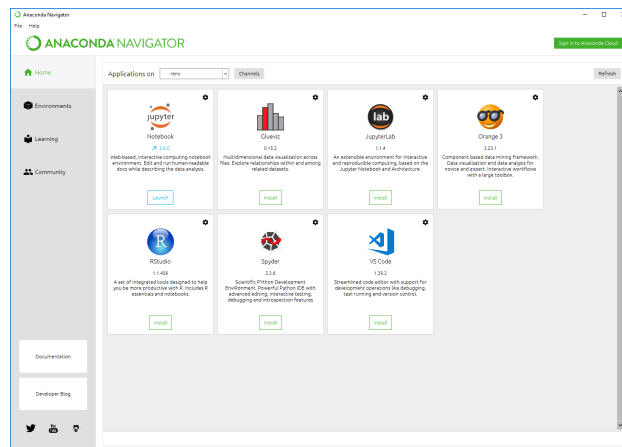 Anaconda Navigator
File Help
ANACONDA NAVIGATOR
Sign in to Anaconda Cloud
Home
Environments
Learning
Community
Documentation
Developer Blog
Applications on
Channels
Refresh
jupyter
Notebook
Web-based, interactive computing notebook
environment. Edit and run human-readable
docs while describing the data analysis.
Launch
Glueviz
0.15.2
Multidimensional data visualization across
files. Explore relationships within and among
related datasets.
Install
lab
JupyterLab
1.1.4
An extensible environment for interactive
and reproducible computing, based on the
Jupyter Notebook and Architecture.
Install
Orange 3
3.23.1
Component based data mining framework.
Data visualization and data analysis for
novice and expert. Interactive workflows
with a large toolbox.
Install
R
RStudio
1.1.456
A set of integrated tools designed to help
you be more productive with R. Includes R
essentials and notebooks.
Install
Spyder
3.3.6
Scientific PYthon Development
EnviRonment. Powerful Python IDE with
advanced editing, interactive testing,
debugging and introspection features
Install
VS Code
1.39.2
Streamlined code editor with support for
development operations like debugging,
task running and version control.
Install